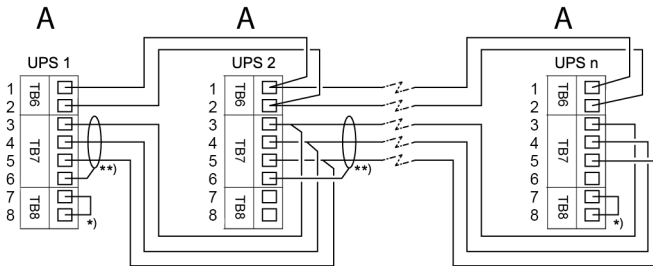 A A A
UPS 1 UPS 2 UPS n
1 TB6 1 TB6 1 TB6
2 2 2
3 TB7 3 TB7 3 TB7
4 4 4
5 5 5
6 **) 6 **) 6
7 TB8 7 TB8 7 TB8
8 *) 8 8 *)